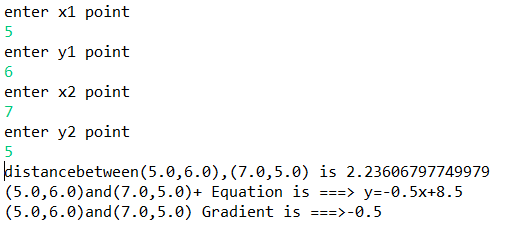 enter x1 point
5
enter y1 point
6
enter x2 point
7
enter y2 point
5
distancebetween(5.0,6.0),(7.0,5.0) is 2.23606797749979
(5.0,6.0)and(7.0,5.0)+ Equation is ===> y=-0.5x+8.5
(5.0,6.0)and(7.0,5.0) Gradient is ===>-0.5